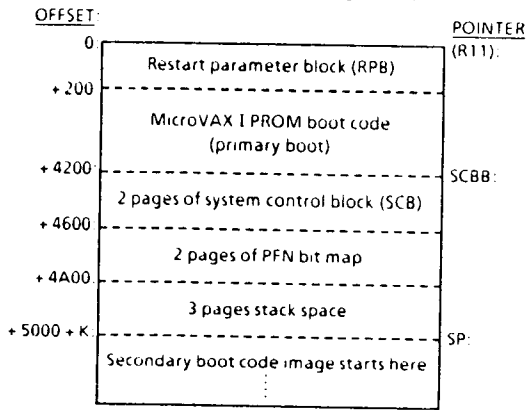 OFFSET:
POINTER
0:
(R11):
Restart parameter block (RPB)
+ 200
MicroVAX I PROM boot code
(primary boot)
+ 4200:
SCBB:
2 pages of system control block (SCB)
+ 4600:
2 pages of PFN bit map
+ 4A00:
3 pages stack space
+ 5000 + K:
SP:
Secondary boot code image starts here